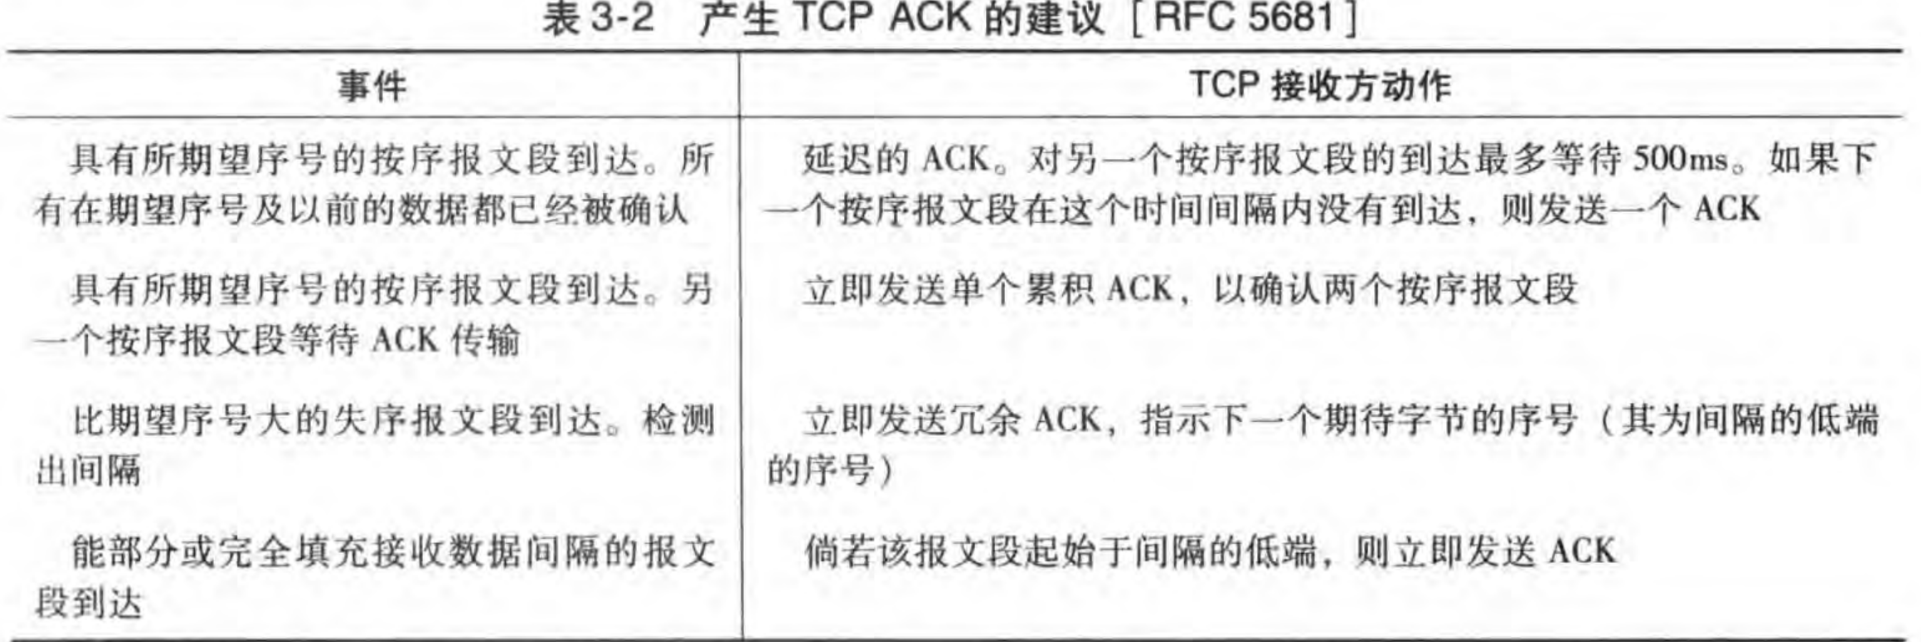 表 3-2 产生 TCP ACK 的建议 [RFC 5681]
事件
TCP 接收方动作
具有所期望序号的按序报文段到达。所
有在期望序号及以前的数据都已经被确认
延迟的 ACK。对另一个按序报文段的到达最多等待 500ms。如果下
一个按序报文段在这个时间间隔内没有到达，则发送一个 ACK
具有所期望序号的按序报文段到达。另
一个按序报文段等待 ACK 传输
立即发送单个累积 ACK，以确认两个按序报文段
比期望序号大的失序报文段到达。检测
出间隔
立即发送冗余 ACK，指示下一个期待字节的序号（其为间隔的低端
的序号）
能部分或完全填充接收数据间隔的报文
段到达
倘若该报文段起始于间隔的低端，则立即发送 ACK